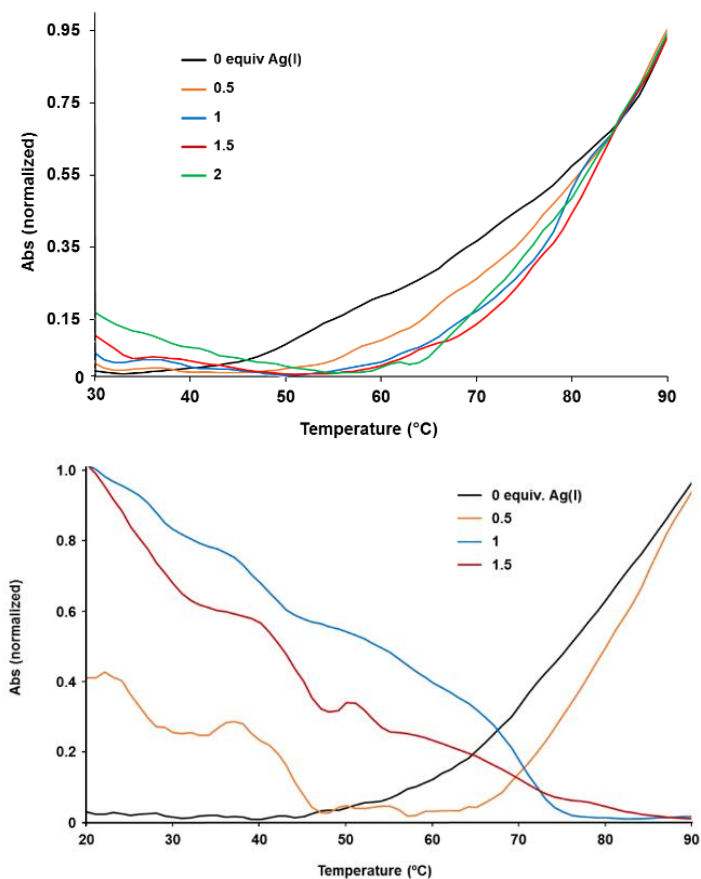 0.95
0.75
0.55
0.35
0.15
0
Abs (normalized)
0 equiv Ag(I)
0.5
1
1.5
2
30 40 50 60 70 80 90
Temperature (°C)
1.0
0.8
0.6
0.4
0.2
0
Abs (normalized)
0 equiv. Ag(I)
0.5
1
1.5
20 30 40 50 60 70 80 90
Temperature (ºC)